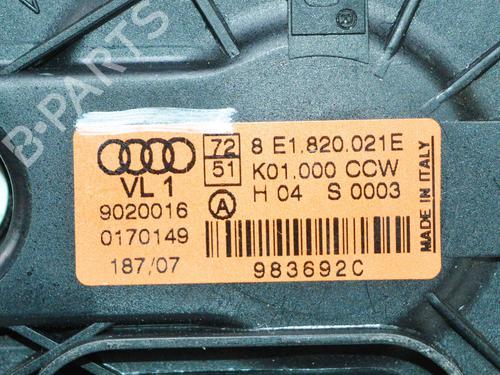 B-PARTS
72
51
8 E1.820.021E
K01.000 CCW
H 04 S 0003
VL 1
9020016
A
0170149
187/07
983692C
MADE IN ITALY